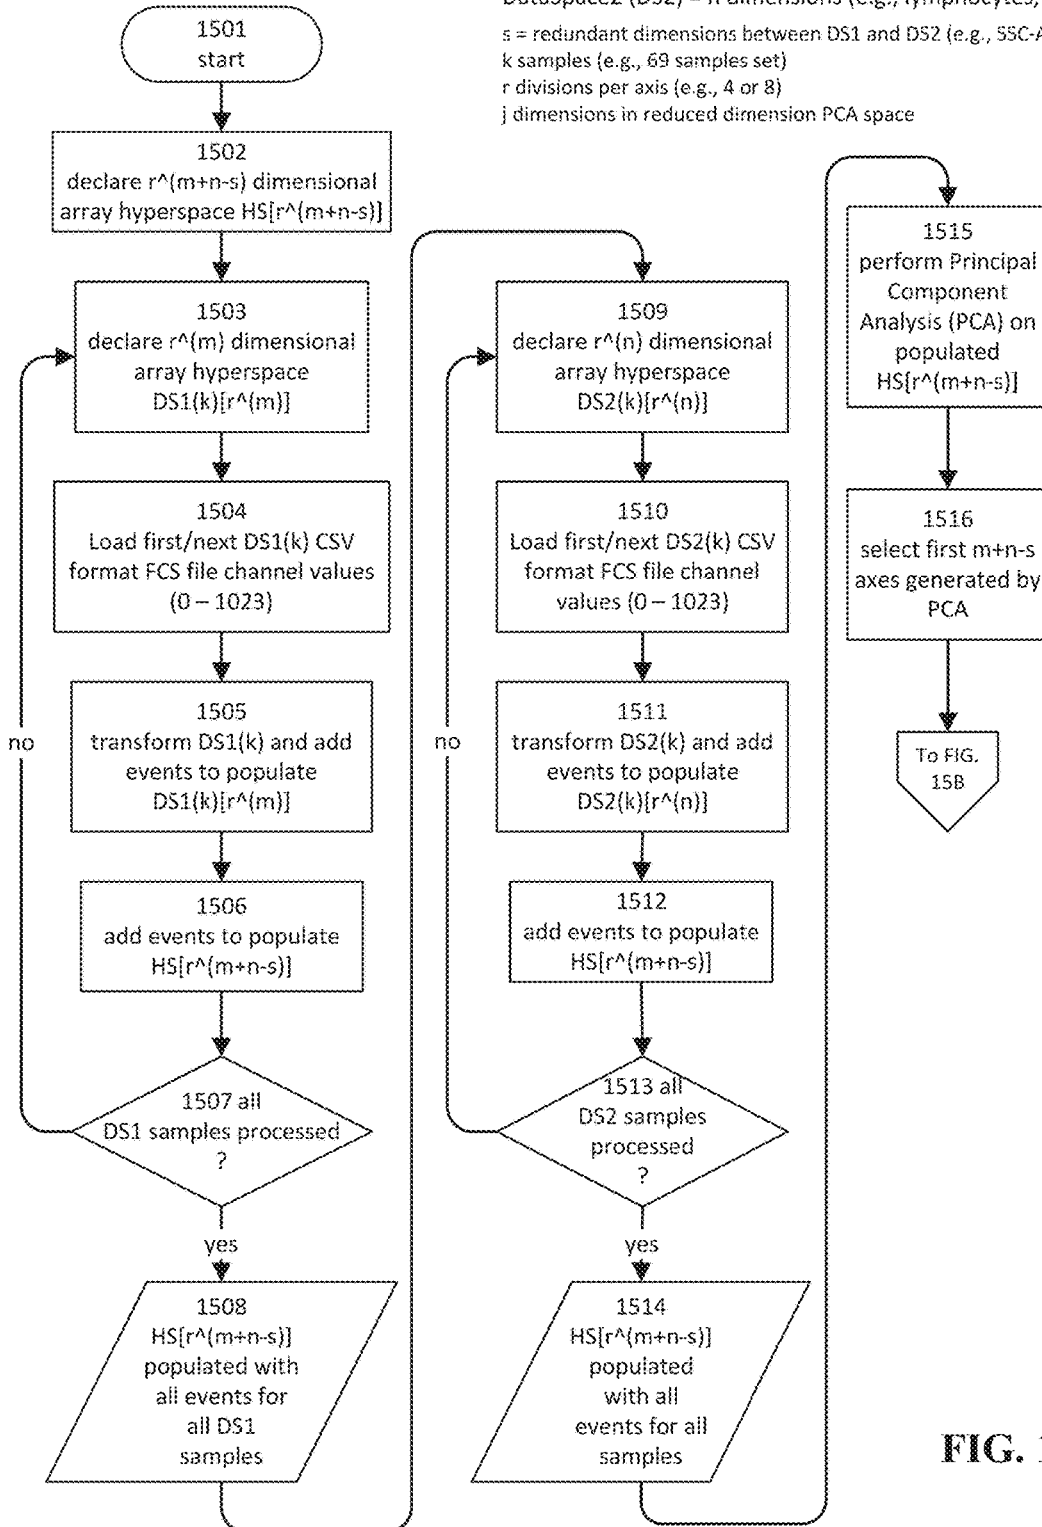 DataSpace2 (DS2) = n dimensions (e.g., lymphocytes,
s = redundant dimensions between DS1 and DS2 (e.g., SSC-A
k samples (e.g., 69 samples set)
r divisions per axis (e.g., 4 or 8)
j dimensions in reduced dimension PCA space
1501
start
1502
declare r^(m+n-s) dimensional
array hyperspace HS[r^(m+n-s)]
1503
declare r^(m) dimensional
array hyperspace
DS1(k)[r^(m)]
1504
Load first/next DS1(k) CSV
format FCS file channel values
(0 – 1023)
1505
transform DS1(k) and add
events to populate
DS1(k)[r^(m)]
1506
add events to populate
HS[r^(m+n-s)]
1507 all
DS1 samples processed
?
no
yes
1508
HS[r^(m+n-s)]
populated with
all events for
all DS1
samples
1509
declare r^(n) dimensional
array hyperspace
DS2(k)[r^(n)]
1510
Load first/next DS2(k) CSV
format FCS file channel
values (0 – 1023)
1511
transform DS2(k) and add
events to populate
DS2(k)[r^(n)]
1512
add events to populate
HS[r^(m+n-s)]
1513 all
DS2 samples
processed
?
no
yes
1514
HS[r^(m+n-s)]
populated
with all
events for all
samples
1515
perform Principal
Component
Analysis (PCA) on
populated
HS[r^(m+n-s)]
1516
select first m+n-s
axes generated by
PCA
To FIG.
15B
FIG. 1